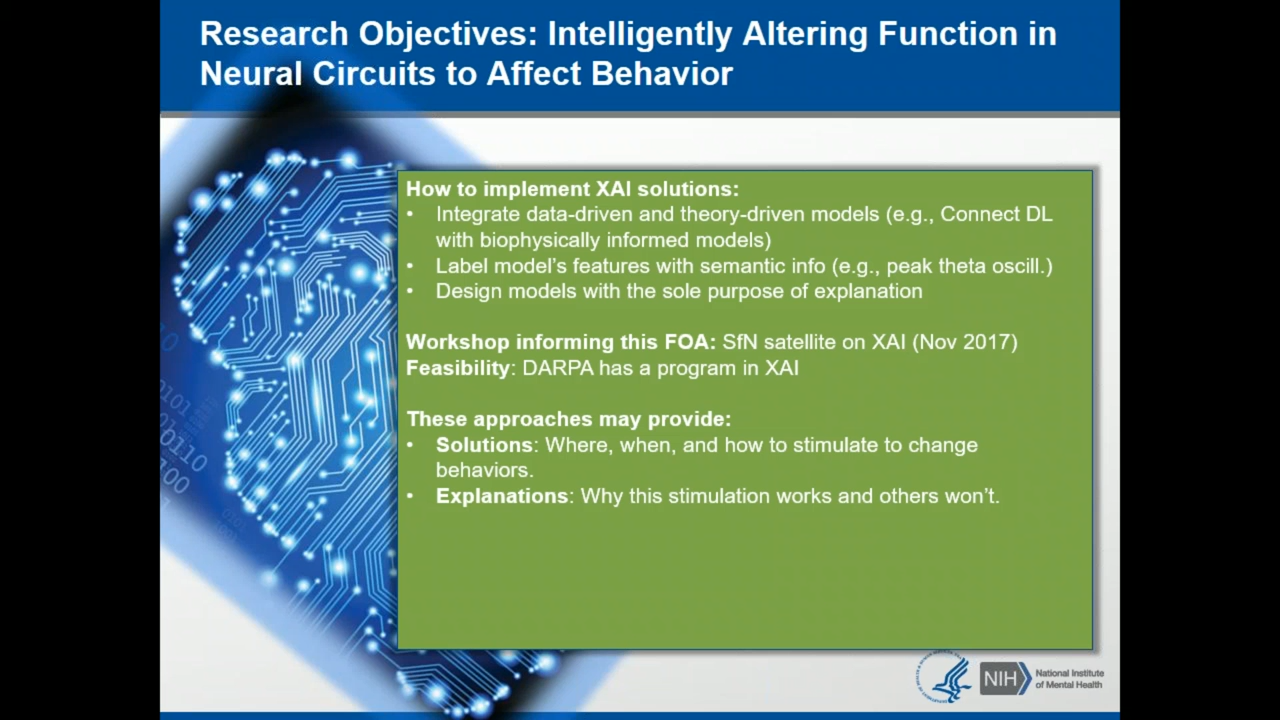 Research Objectives: Intelligently Altering Function in
Neural Circuits to Affect Behavior
How to implement XAI solutions:
• Integrate data-driven and theory-driven models (e.g., Connect DL
with biophysically informed models)
• Label model's features with semantic info (e.g., peak theta oscill.)
• Design models with the sole purpose of explanation
Workshop informing this FOA: SfN satellite on XAI (Nov 2017)
Feasibility: DARPA has a program in XAI
These approaches may provide:
• Solutions: Where, when, and how to stimulate to change
behaviors.
• Explanations: Why this stimulation works and others won't.
0101
0110
100
NIH
National Institute
of Mental Health